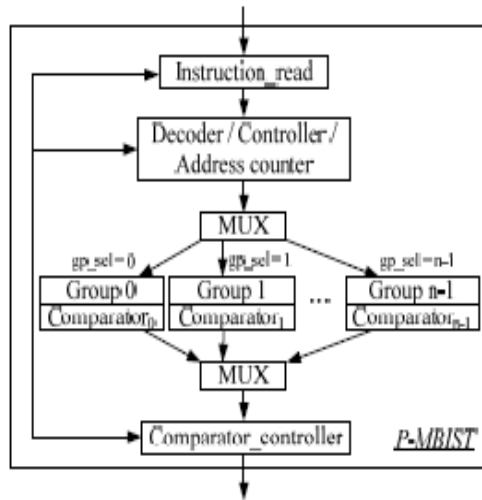 Instruction_read
Decoder / Controller /
Address counter
MUX
gp_sel=0 gp_sel=1 gp_sel=n-1
Group 0 Group 1 Group n-1
Comparator0 Comparator1 ... Comparatorn-1
MUX
Comparator_controller
P-MBIST